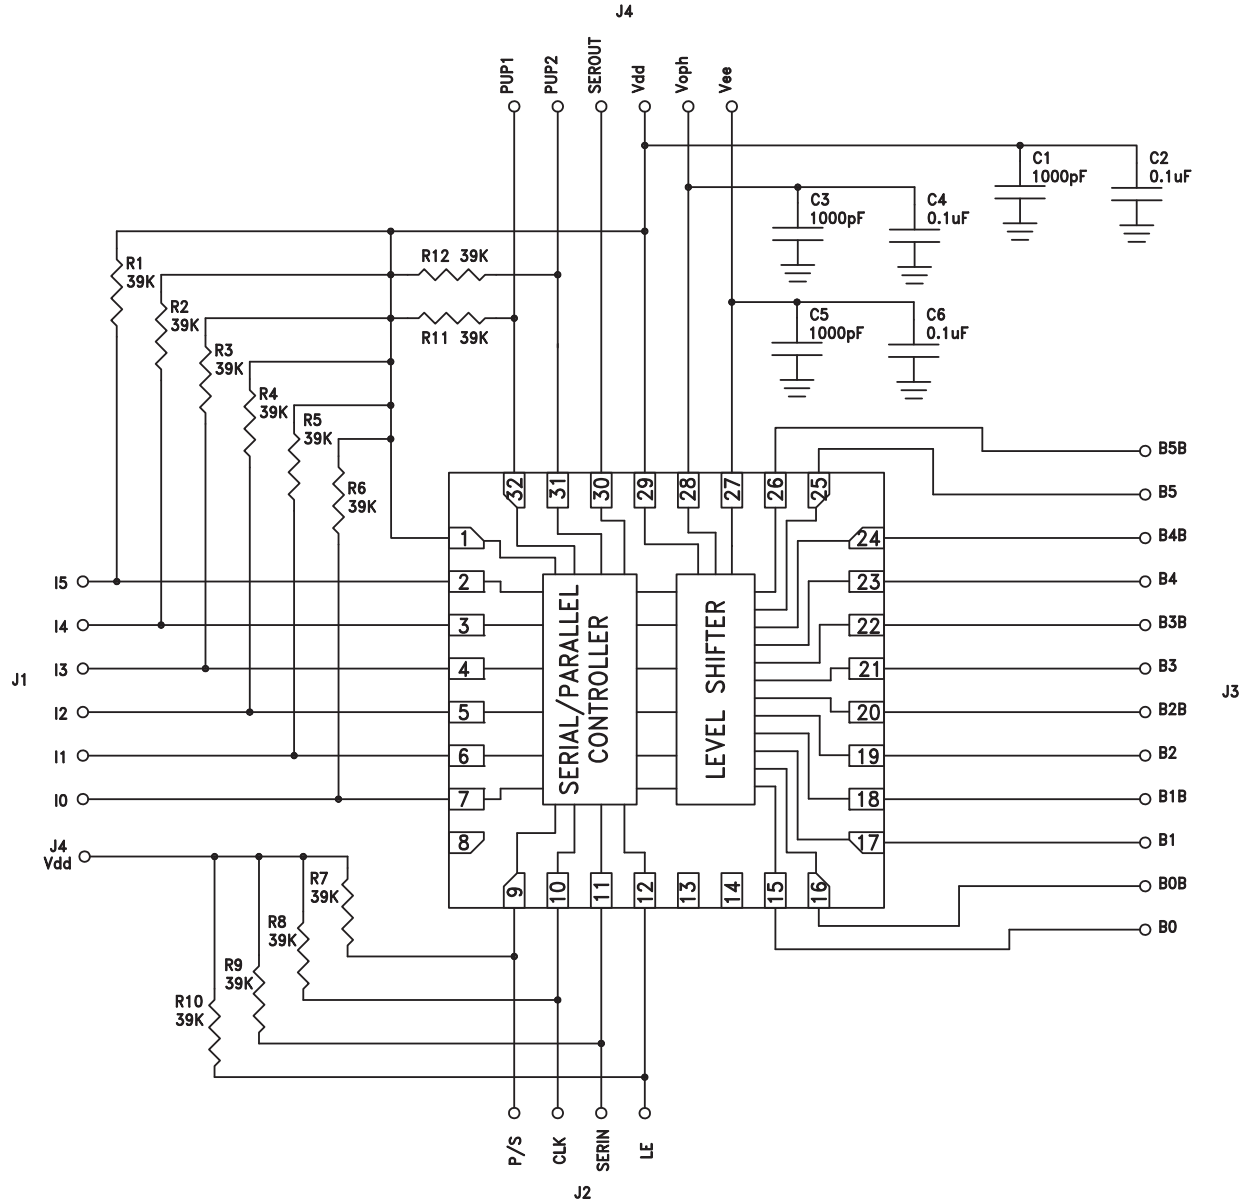 J4
PUP1
PUP2
SEROUT
Vdd
Voph
Vee
C1
1000pF
C2
0.1uF
C3
1000pF
C4
0.1uF
R1
39K
R12 39K
R2
39K
R11 39K
C5
1000pF
C6
0.1uF
R3
39K
R4
39K
R5
39K
R6
39K
32
31
30
29
28
27
26
25
B5B
B5
1
24
B4B
I5
2
23
B4
I4
3
22
B3B
J1
I3
4
21
B3
J3
I2
5
20
B2B
I1
6
19
B2
I0
7
18
B1B
8
17
B1
SERIAL/PARALLEL
CONTROLLER
LEVEL SHIFTER
J4
Vdd
9
10
11
12
13
14
15
16
B0B
B0
R7
39K
R8
39K
R9
39K
R10
39K
P/S
CLK
SERIN
LE
J2